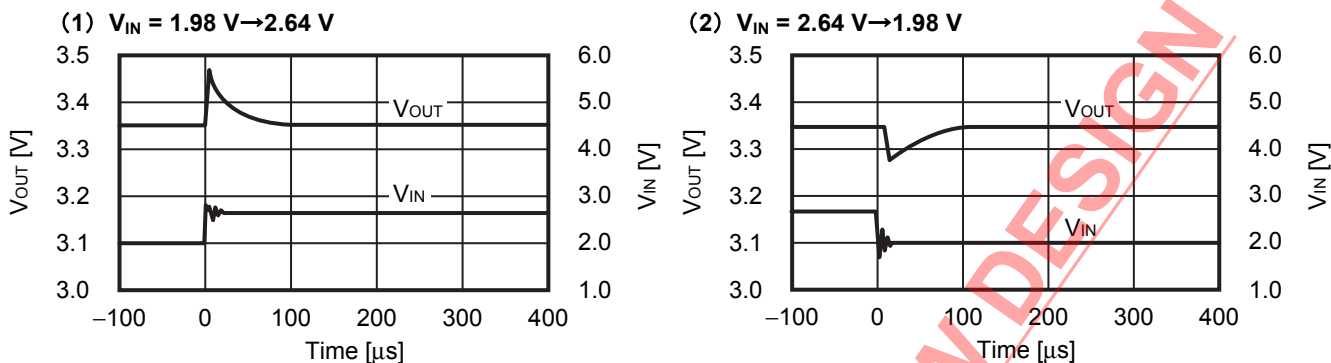 (1) VIN = 1.98 V→2.64 V
3.5
3.4
3.3
3.2
3.1
3.0
VOUT [V]
6.0
5.0
4.0
3.0
2.0
1.0
VIN [V]
VOUT
VIN
−100 0 100 200 300 400
Time [μs]
(2) VIN = 2.64 V→1.98 V
3.5
3.4
3.3
3.2
3.1
3.0
VOUT [V]
6.0
5.0
4.0
3.0
2.0
1.0
VIN [V]
VOUT
VIN
−100 0 100 200 300 400
Time [μs]
DESIGN